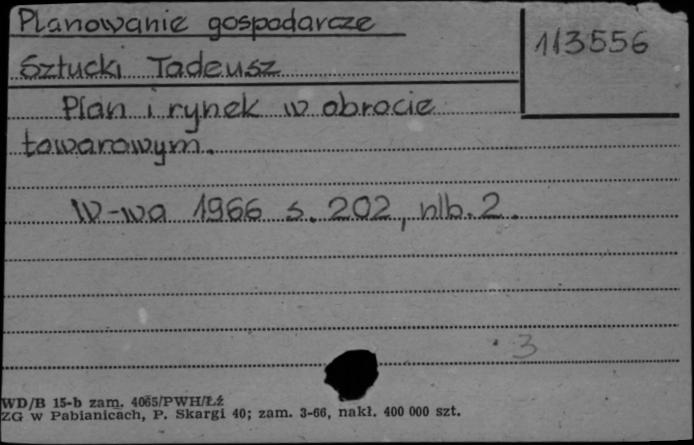 Planowanie gospodarcze
113556
Sztucki Tadeusz
Plan i rynek w obrocie
towarowym.
W-wa 1966 s. 202, nlb. 2.
3
WD/B 15-b zam. 4065/PWH/Łź
ZG w Pabianicach, P. Skargi 40; zam. 3-66, nakł. 400 000 szt.